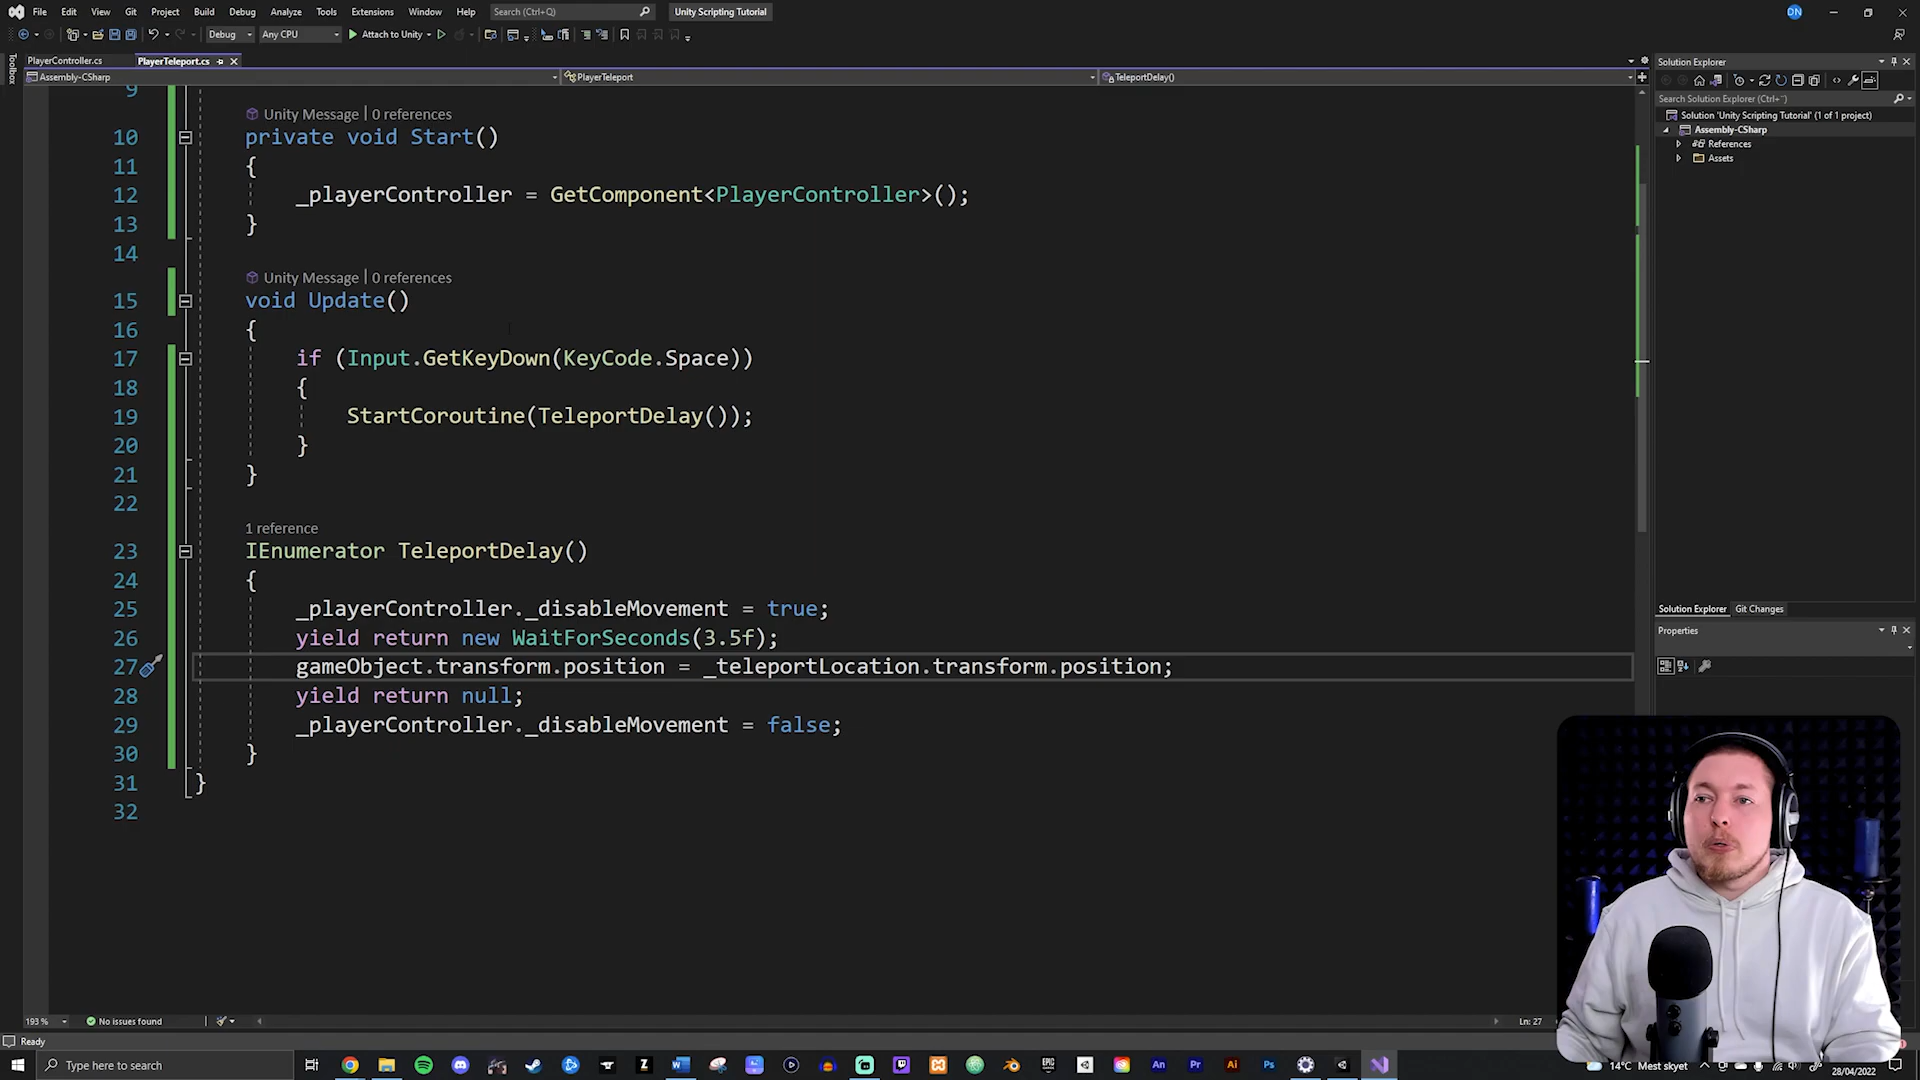 File Edit View Git Project Build Debug Test Analyze Tools Extensions Window Help Search (Ctrl+Q) Unity Scripting Tutorial DN
Debug Any CPU Attach to Unity
Toolbox
PlayerController.cs PlayerTeleport.cs
Assembly-CSharp PlayerTeleport TeleportDelay()
9
Unity Message | 0 references
10 private void Start()
11 {
12 _playerController = GetComponent<PlayerController>();
13 }
14
Unity Message | 0 references
15 void Update()
16 {
17 if (Input.GetKeyDown(KeyCode.Space))
18 {
19 StartCoroutine(TeleportDelay());
20 }
21 }
22
1 reference
23 IEnumerator TeleportDelay()
24 {
25 _playerController._disableMovement = true;
26 yield return new WaitForSeconds(3.5f);
27 gameObject.transform.position = _teleportLocation.transform.position;
28 yield return null;
29 _playerController._disableMovement = false;
30 }
31 }
32
Solution Explorer
Search Solution Explorer (Ctrl+¨)
Solution 'Unity Scripting Tutorial' (1 of 1 project)
Assembly-CSharp
References
Assets
Solution Explorer Git Changes
Properties
193 % No issues found Ln: 27
Ready
Type here to search
14°C Mest skyet
28/04/2022